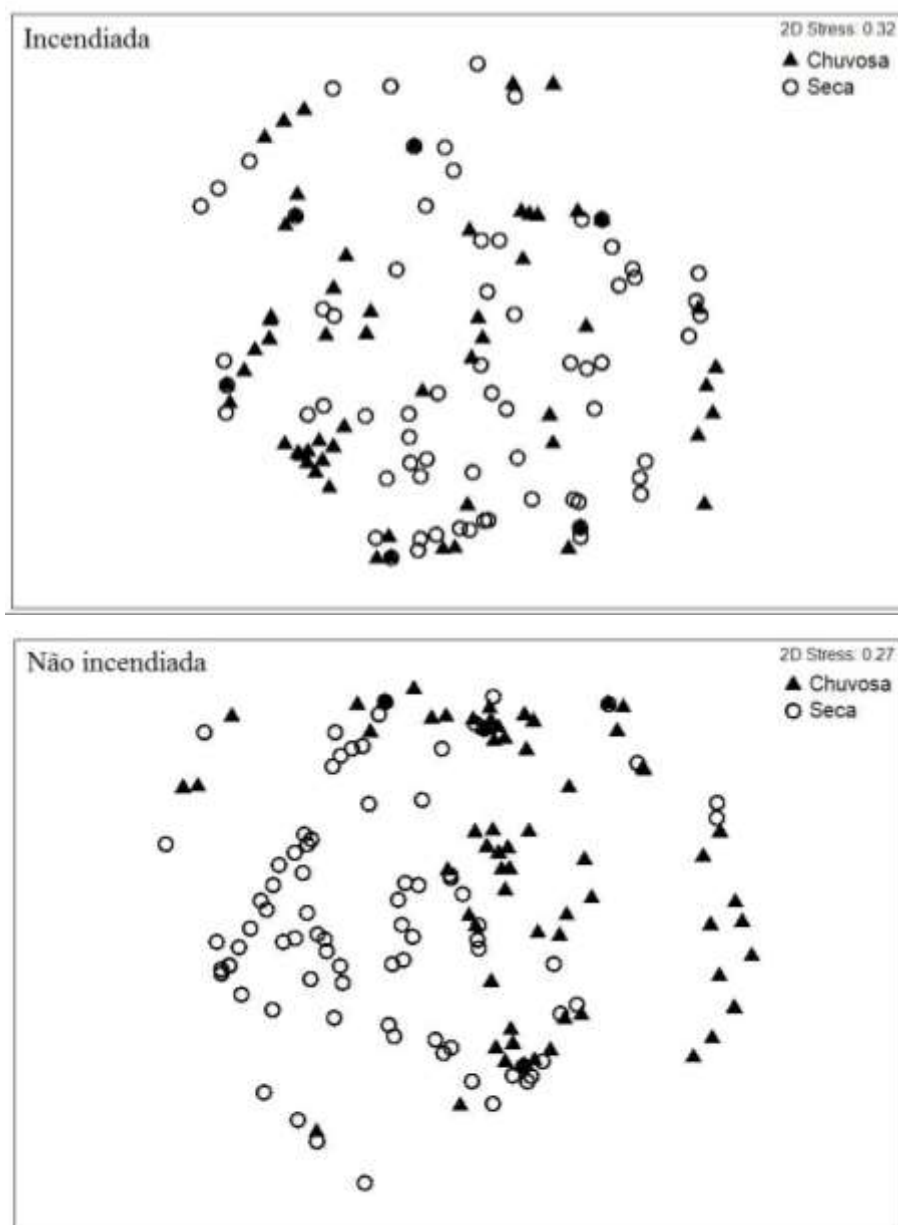 Incendiada
2D Stress: 0.32
Chuvosa
Seca
Não incendiada
2D Stress: 0.27
Chuvosa
Seca